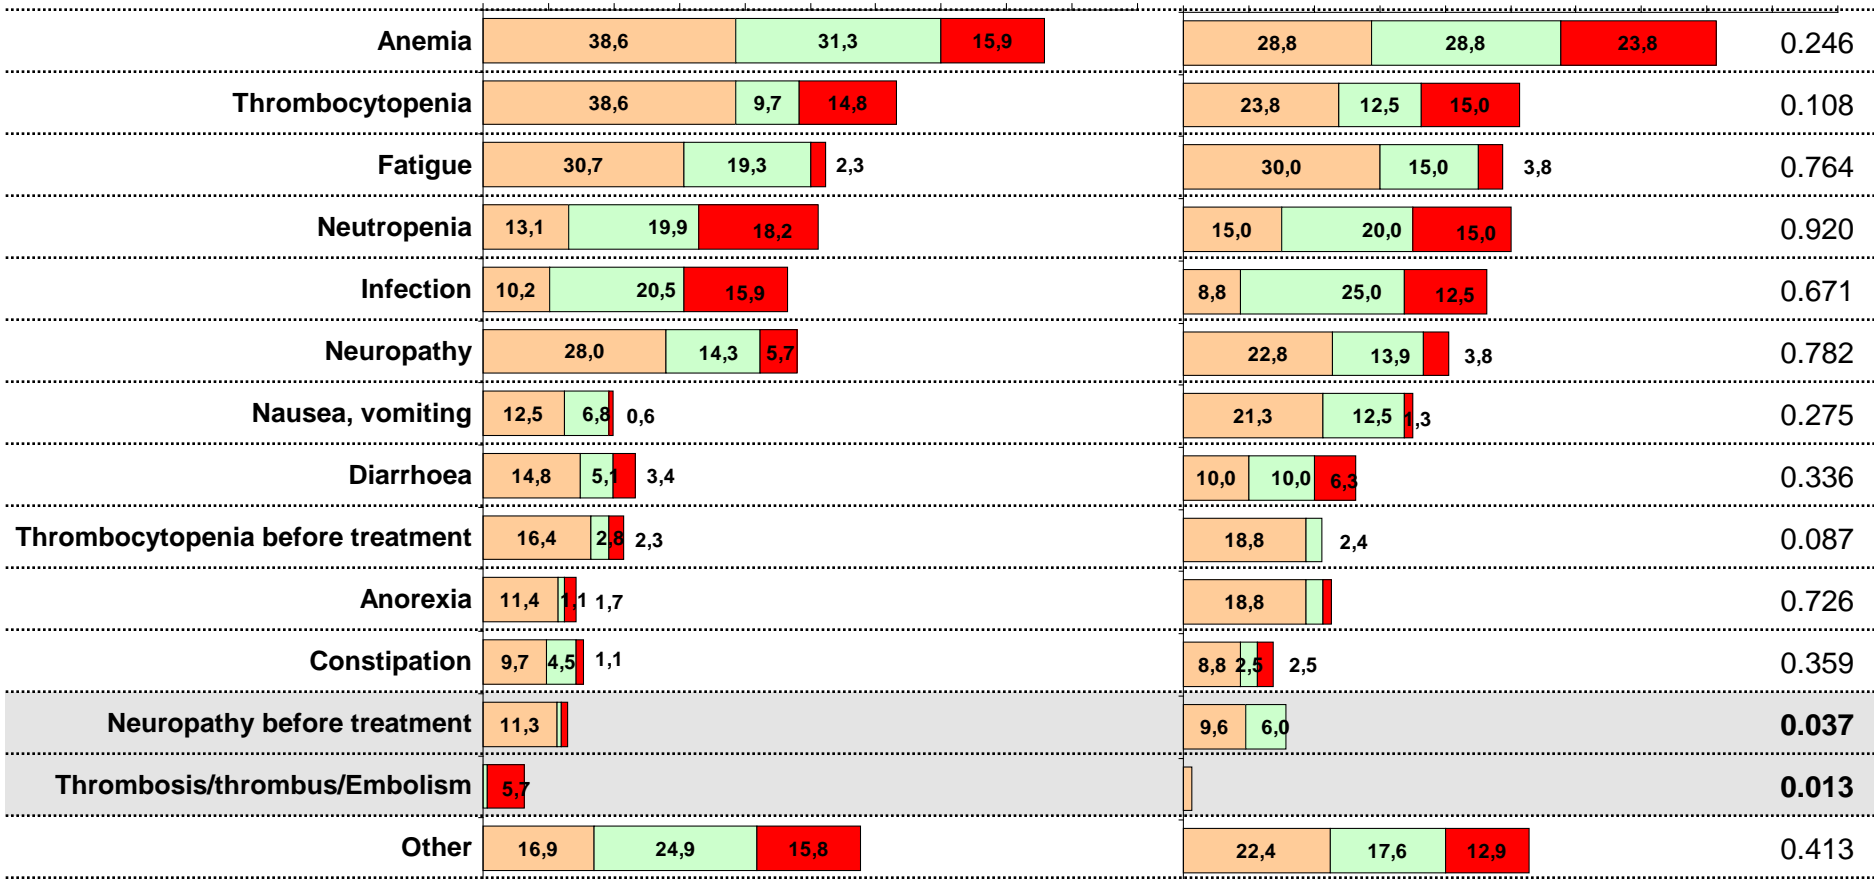 Anemia 38,6 31,3 15,9 28,8 28,8 23,8 0.246
Thrombocytopenia 38,6 9,7 14,8 23,8 12,5 15,0 0.108
Fatigue 30,7 19,3 2,3 30,0 15,0 3,8 0.764
Neutropenia 13,1 19,9 18,2 15,0 20,0 15,0 0.920
Infection 10,2 20,5 15,9 8,8 25,0 12,5 0.671
Neuropathy 28,0 14,3 5,7 22,8 13,9 3,8 0.782
Nausea, vomiting 12,5 6,8 0,6 21,3 12,5 1,3 0.275
Diarrhoea 14,8 5,1 3,4 10,0 10,0 6,3 0.336
Thrombocytopenia before treatment 16,4 2,8 2,3 18,8 2,4 0.087
Anorexia 11,4 1,1 1,7 18,8 0.726
Constipation 9,7 4,5 1,1 8,8 2,5 2,5 0.359
Neuropathy before treatment 11,3 9,6 6,0 0.037
Thrombosis/thrombus/Embolism 5,7 0.013
Other 16,9 24,9 15,8 22,4 17,6 12,9 0.413